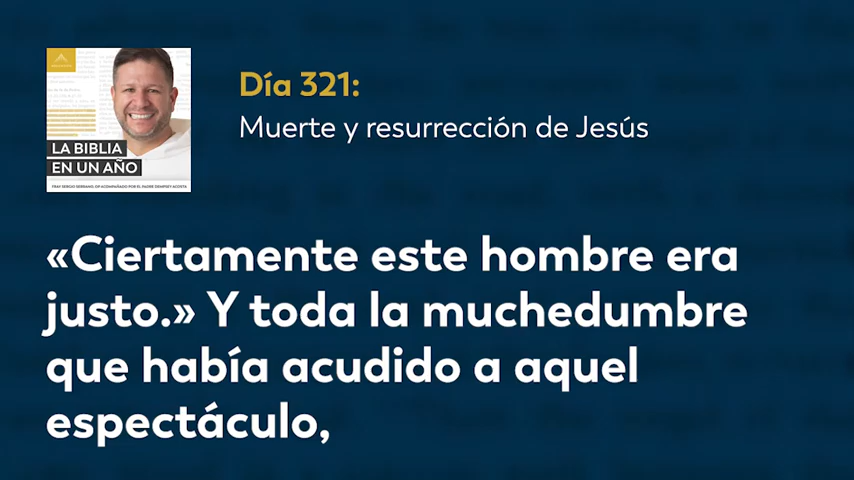 LA BIBLIA
EN UN AÑO
Día 321:
Muerte y resurrección de Jesús
«Ciertamente este hombre era
justo.» Y toda la muchedumbre
que había acudido a aquel
espectáculo,